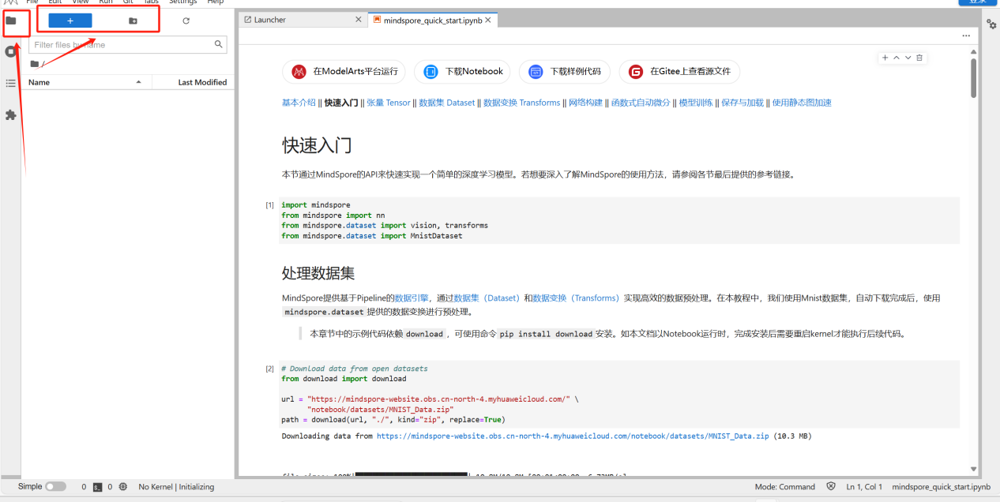 File Edit View Run Git Tabs Settings Help
登录
Launcher
mindspore_quick_start.ipynb
Filter files by name
/
Name Last Modified
在ModelArts平台运行 下载Notebook 下载样例代码 在Gitee上查看源文件
基本介绍 || 快速入门 || 张量 Tensor || 数据集 Dataset || 数据变换 Transforms || 网络构建 || 函数式自动微分 || 模型训练 || 保存与加载 || 使用静态图加速
快速入门
本节通过MindSpore的API来快速实现一个简单的深度学习模型。若想要深入了解MindSpore的使用方法，请参阅各节最后提供的参考链接。
[1] import mindspore
from mindspore import nn
from mindspore.dataset import vision, transforms
from mindspore.dataset import MnistDataset
处理数据集
MindSpore提供基于Pipeline的数据引擎，通过数据集（Dataset）和数据变换（Transforms）实现高效的数据预处理。在本教程中，我们使用Mnist数据集，自动下载完成后，使用
mindspore.dataset 提供的数据变换进行预处理。
本章节中的示例代码依赖 download ，可使用命令 pip install download 安装。如本文档以Notebook运行时，完成安装后需要重启kernel才能执行后续代码。
[2] # Download data from open datasets
from download import download
url = "https://mindspore-website.obs.cn-north-4.myhuaweicloud.com/" \
"notebook/datasets/MNIST_Data.zip"
path = download(url, "./", kind="zip", replace=True)
Downloading data from https://mindspore-website.obs.cn-north-4.myhuaweicloud.com/notebook/datasets/MNIST_Data.zip (10.3 MB)
Simple 0 0 No Kernel | Initializing Mode: Command Ln 1, Col 1 mindspore_quick_start.ipynb